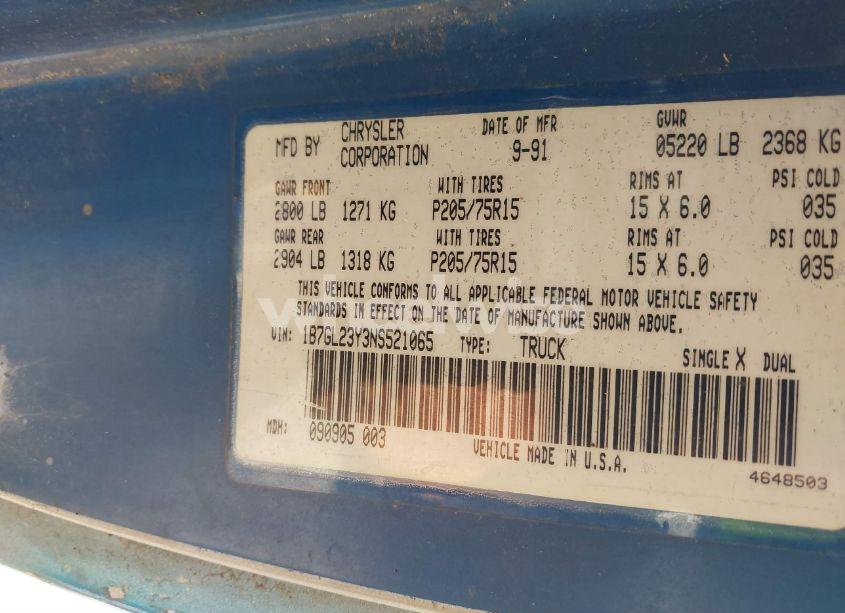 MFD BY CHRYSLER CORPORATION DATE OF MFR 9-91 GVWR 05220 LB 2368 KG
GAWR FRONT WITH TIRES RIMS AT PSI COLD
2800 LB 1271 KG P205/75R15 15 X 6.0 035
GAWR REAR WITH TIRES RIMS AT PSI COLD
2904 LB 1318 KG P205/75R15 15 X 6.0 035
THIS VEHICLE CONFORMS TO ALL APPLICABLE FEDERAL MOTOR VEHICLE SAFETY
STANDARDS IN EFFECT ON THE DATE OF MANUFACTURE SHOWN ABOVE.
VIN: 1B7GL23Y3NS521065 TYPE: TRUCK SINGLE X DUAL
MDH: 090905 003
VEHICLE MADE IN U.S.A.
4648503